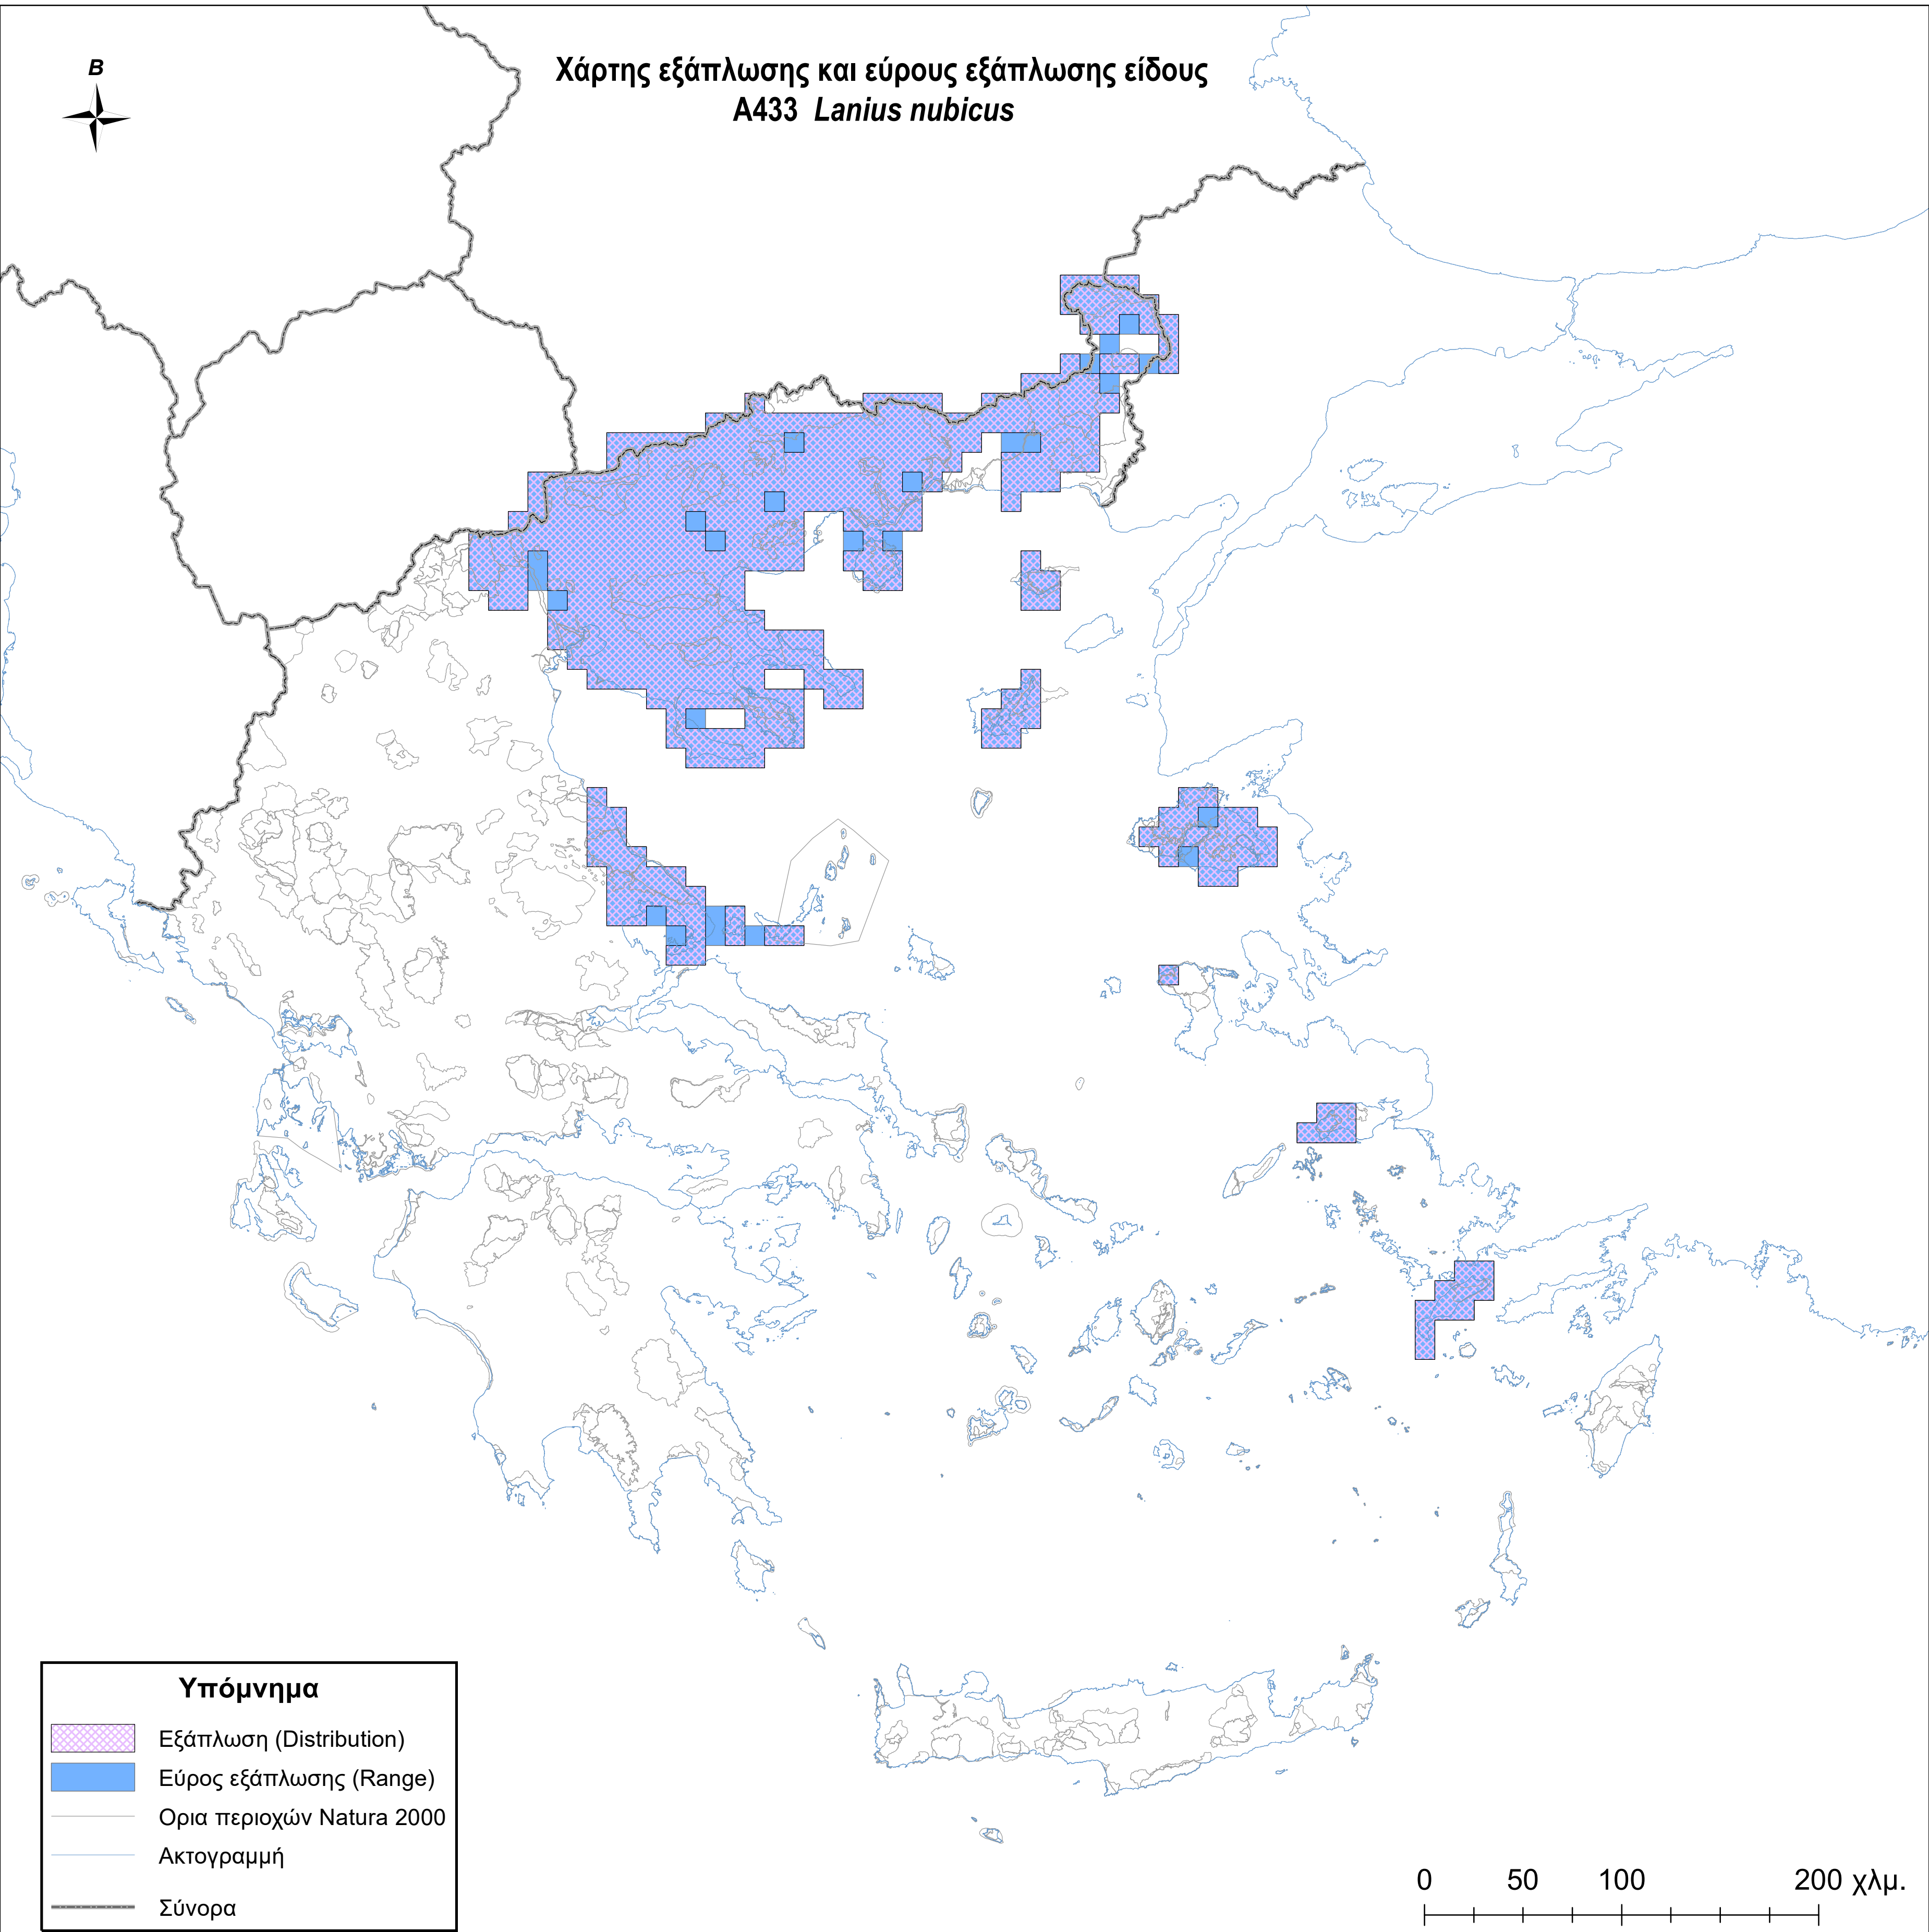 Χάρτης εξάπλωσης και εύρους εξάπλωσης είδους
A433 Lanius nubicus
B
Υπόμνημα
Εξάπλωση (Distribution)
Εύρος εξάπλωσης (Range)
Ορια περιοχών Natura 2000
Ακτογραμμή
Σύνορα
0 50 100 200 χλμ.